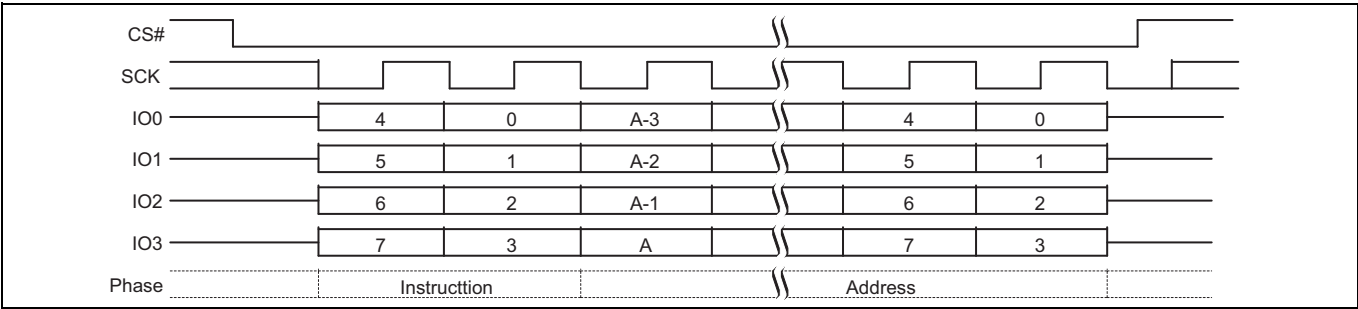 CS#
SCK
IO0 4 0 A-3 4 0
IO1 5 1 A-2 5 1
IO2 6 2 A-1 6 2
IO3 7 3 A 7 3
Phase Instructtion Address